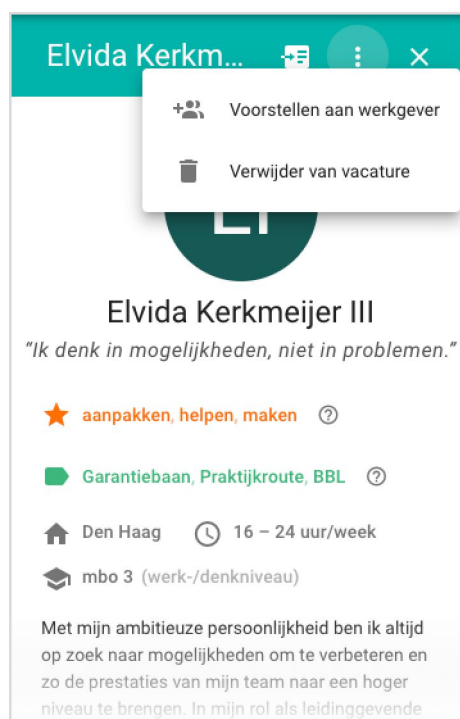 Elvida Kerkm...
Voorstellen aan werkgever
Verwijder van vacature
Elvida Kerkmeijer III
“Ik denk in mogelijkheden, niet in problemen.”
aanpakken, helpen, maken
Garantiebaan, Praktijkroute, BBL
Den Haag 16 – 24 uur/week
mbo 3 (werk-/denkniveau)
Met mijn ambitieuze persoonlijkheid ben ik altijd
op zoek naar mogelijkheden om te verbeteren en
zo de prestaties van mijn team naar een hoger
niveau te brengen. In mijn rol als leidinggevende